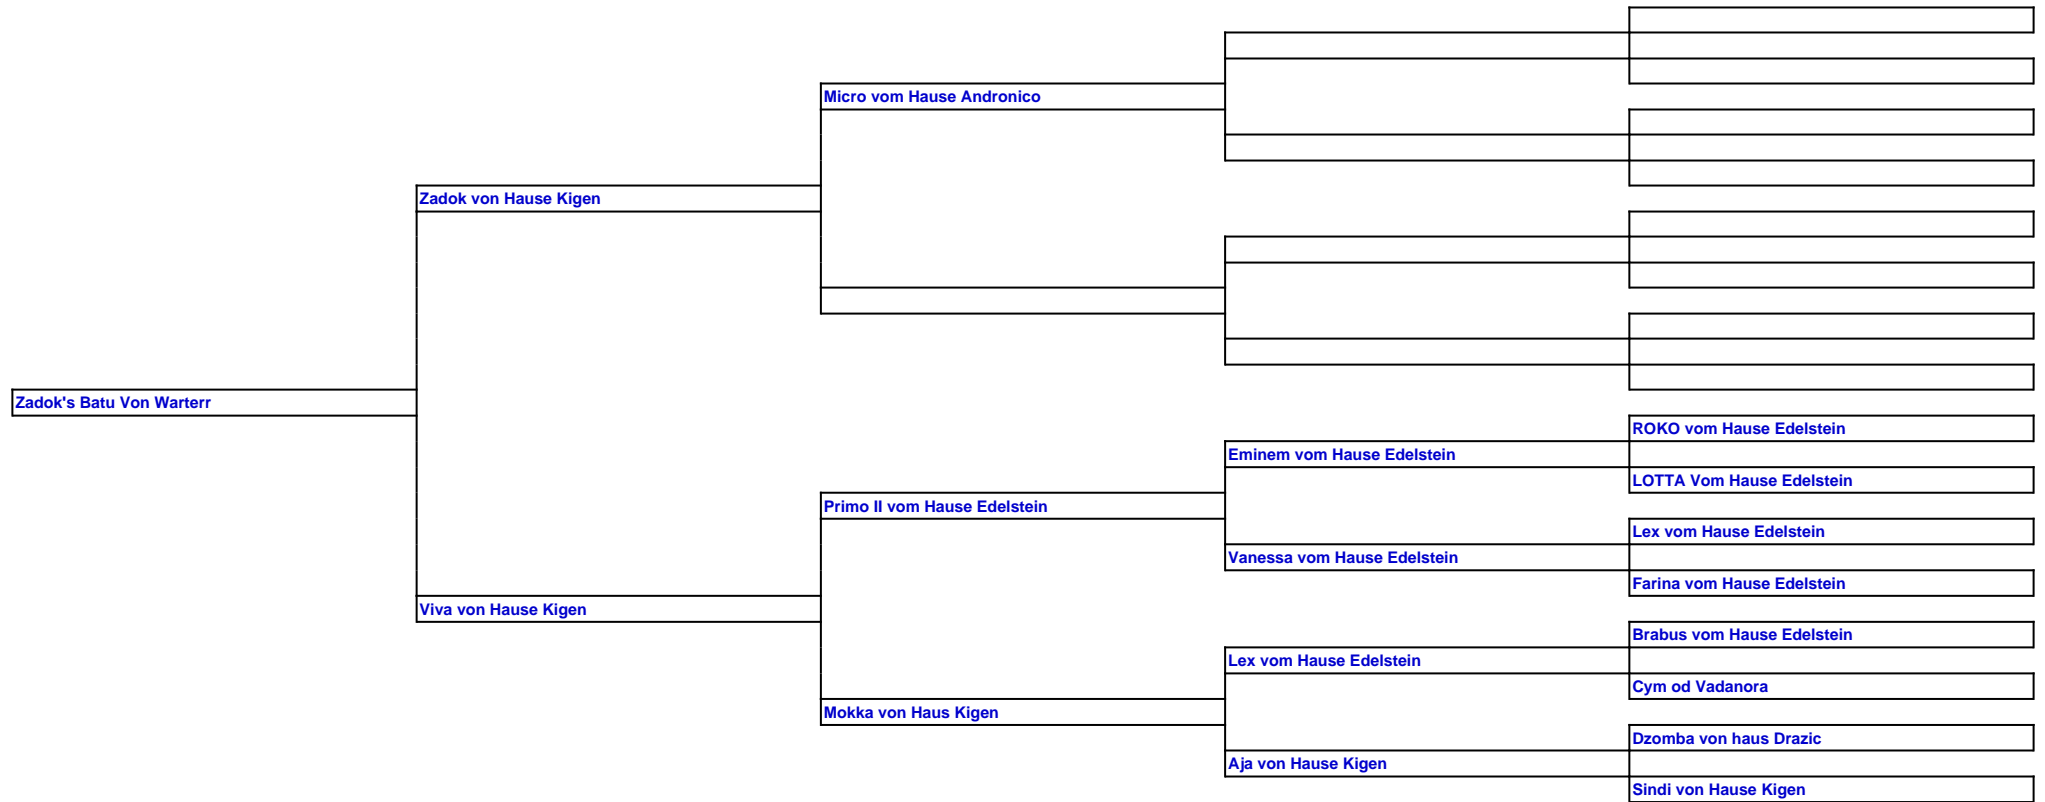 Micro vom Hause Andronico
Zadok von Hause Kigen
Zadok's Batu Von Warterr
ROKO vom Hause Edelstein
Eminem vom Hause Edelstein
LOTTA Vom Hause Edelstein
Primo II vom Hause Edelstein
Lex vom Hause Edelstein
Vanessa vom Hause Edelstein
Farina vom Hause Edelstein
Viva von Hause Kigen
Brabus vom Hause Edelstein
Lex vom Hause Edelstein
Cym od Vadanora
Mokka von Haus Kigen
Dzomba von haus Drazic
Aja von Hause Kigen
Sindi von Hause Kigen